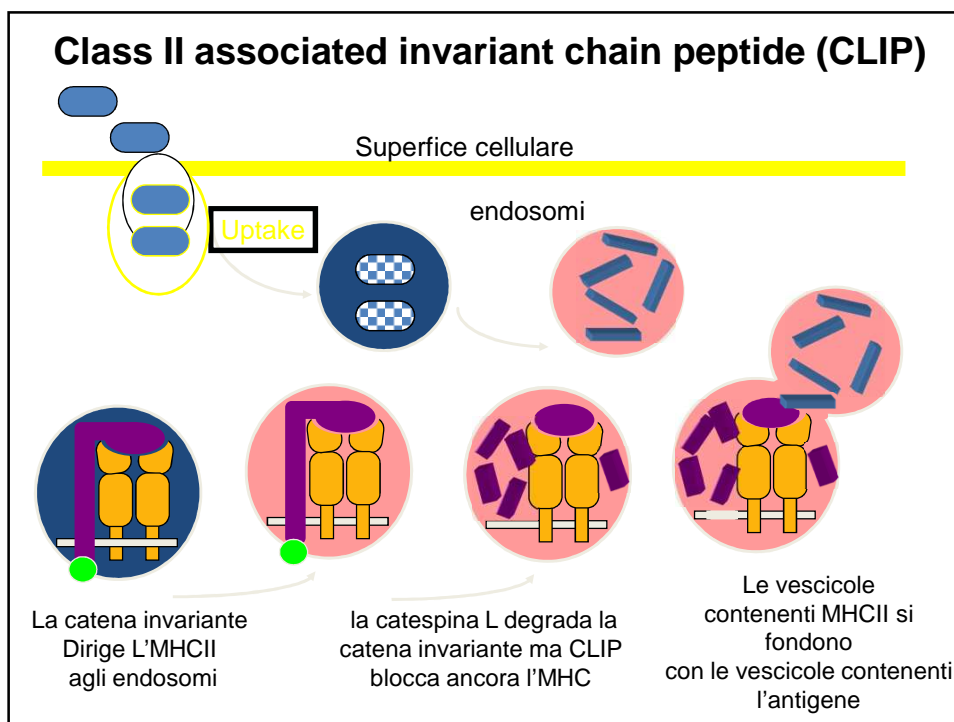 Class II associated invariant chain peptide (CLIP)
Superfice cellulare
Uptake
endosomi
La catena invariante
Dirige L'MHCII
agli endosomi
la catespina L degrada la
catena invariante ma CLIP
blocca ancora l'MHC
Le vescicole
contenenti MHCII si
fondono
con le vescicole contenenti
l'antigene